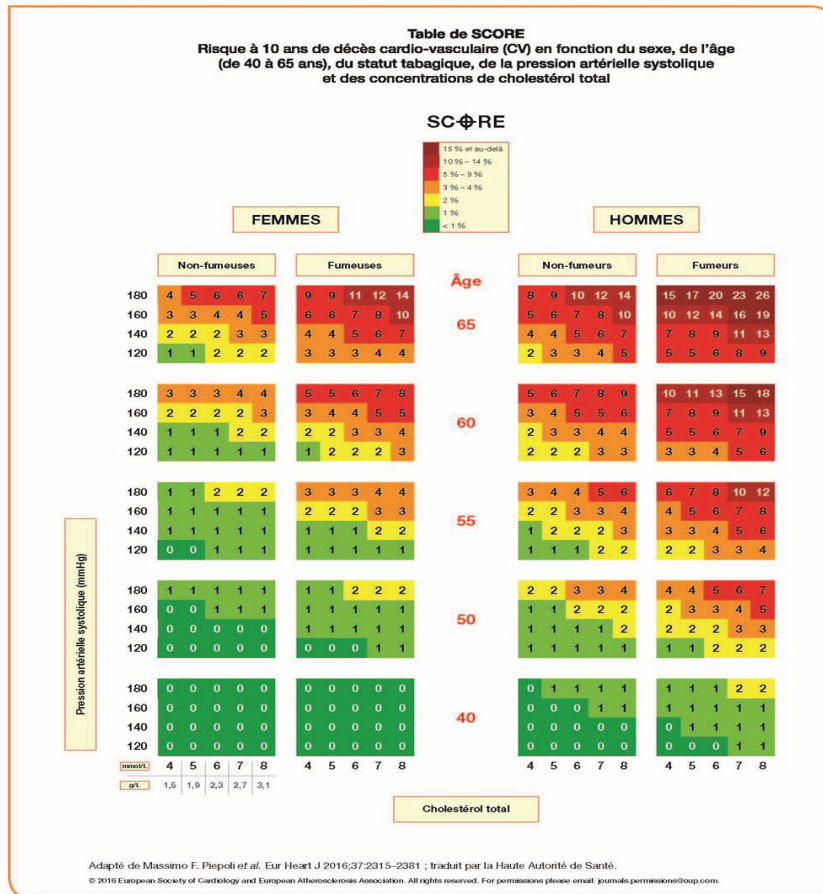 Table de SCORE
Risque à 10 ans de décès cardio-vasculaire (CV) en fonction du sexe, de l'âge
(de 40 à 65 ans), du statut tabagique, de la pression artérielle systolique
et des concentrations de cholestérol total
SCORE
15 % et au-delà
10 % – 14 %
5 % – 9 %
3 % – 4 %
2 %
1 %
< 1 %
FEMMES HOMMES
Non-fumeuses Fumeuses Âge Non-fumeurs Fumeurs
180 4 5 6 6 7 9 9 11 12 14 8 9 10 12 14 15 17 20 23 26
160 3 3 4 4 5 6 6 7 8 10 5 6 7 8 10 10 12 14 16 19
65
140 2 2 2 3 3 4 4 5 6 7 4 4 5 6 7 7 8 9 11 13
120 1 1 2 2 2 3 3 3 4 4 2 3 3 4 5 5 5 6 8 9
180 3 3 3 4 4 5 5 6 7 8 5 6 7 8 9 10 11 13 15 18
160 2 2 2 2 3 3 4 4 5 5 3 4 5 5 6 7 8 9 11 13
60
140 1 1 1 2 2 2 2 3 3 4 2 3 3 4 4 5 5 6 7 9
120 1 1 1 1 1 1 2 2 2 3 2 2 2 3 3 3 3 4 5 6
180 1 1 2 2 2 3 3 3 4 4 3 4 4 5 6 6 7 8 10 12
160 1 1 1 1 1 2 2 2 3 3 2 2 3 3 4 4 5 6 7 8
55
140 1 1 1 1 1 1 1 1 2 2 1 2 2 2 3 3 3 4 5 6
120 0 0 1 1 1 1 1 1 1 1 1 1 1 2 2 2 2 3 3 4
180 1 1 1 1 1 1 1 2 2 2 2 2 3 3 4 4 4 5 6 7
160 0 0 1 1 1 1 1 1 1 1 1 1 2 2 2 2 3 3 4 5
50
140 0 0 0 0 0 1 1 1 1 1 1 1 1 1 2 2 2 2 3 3
120 0 0 0 0 0 0 0 0 1 1 1 1 1 1 1 1 1 2 2 2
180 0 0 0 0 0 0 0 0 0 0 0 1 1 1 1 1 1 1 2 2
160 0 0 0 0 0 0 0 0 0 0 0 0 0 1 1 1 1 1 1 1
40
140 0 0 0 0 0 0 0 0 0 0 0 0 0 0 0 0 1 1 1 1
120 0 0 0 0 0 0 0 0 0 0 0 0 0 0 0 0 0 0 1 1
mmol/L 4 5 6 7 8 4 5 6 7 8 4 5 6 7 8 4 5 6 7 8
g/L 1,5 1,9 2,3 2,7 3,1
Pression artérielle systolique (mmHg)
Cholestérol total
Adapté de Massimo F. Piepoli et al. Eur Heart J 2016;37:2315–2381 ; traduit par la Haute Autorité de Santé.
© 2016 European Society of Cardiology and European Atherosclerosis Association. All rights reserved. For permissions please email: journals.permissions@oup.com.